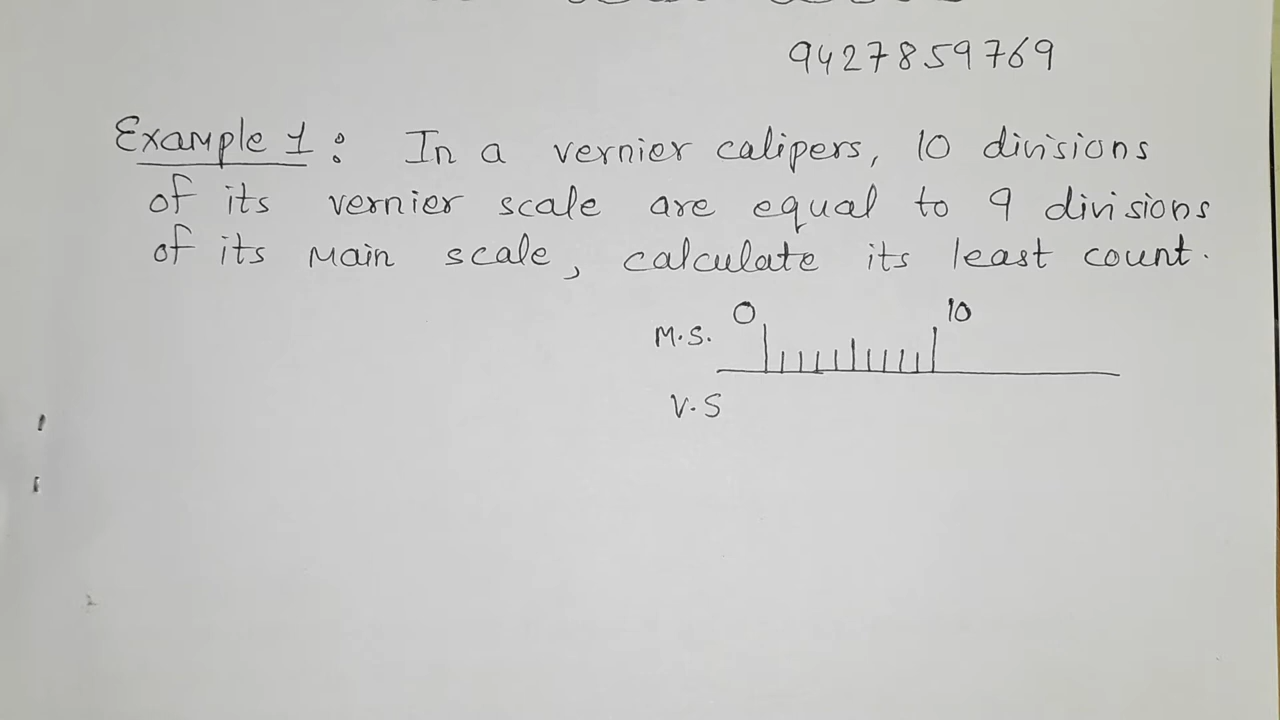 9427859769
Example 1: In a vernier calipers, 10 divisions
of its vernier scale are equal to 9 divisions
of its main scale, calculate its least count.
0 10
M.S.
V.S